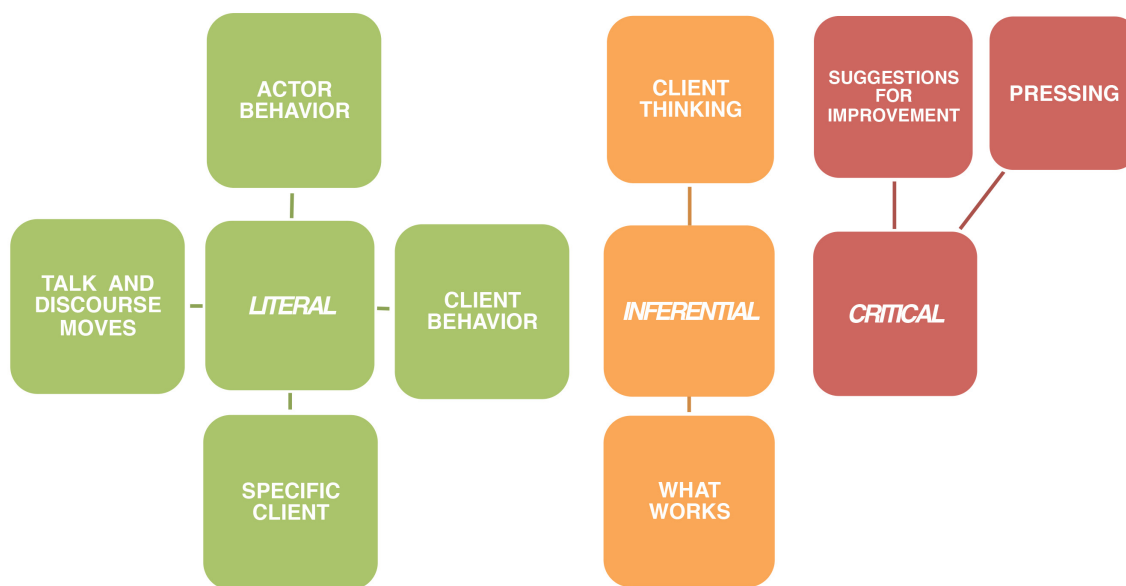 ACTOR
BEHAVIOR
TALK AND
DISCOURSE
MOVES
LITERAL
CLIENT
BEHAVIOR
SPECIFIC
CLIENT
CLIENT
THINKING
INFERENTIAL
WHAT
WORKS
SUGGESTIONS
FOR
IMPROVEMENT
PRESSING
CRITICAL